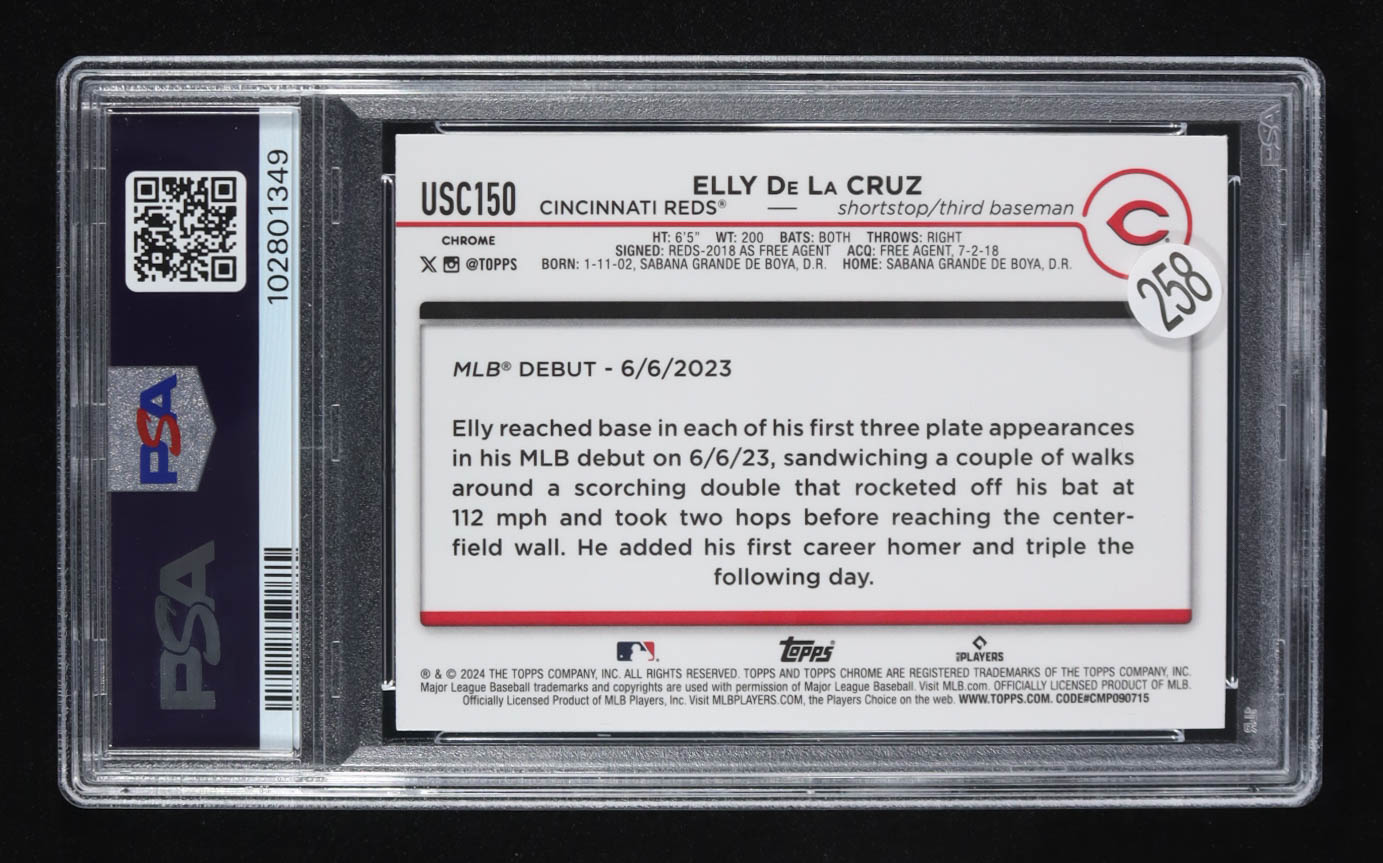 102801349
PSA
PSA
USC150
ELLY DE LA CRUZ
CINCINNATI REDS® — shortstop/third baseman
CHROME
X @TOPPS
HT: 6'5" WT: 200 BATS: BOTH THROWS: RIGHT
SIGNED: REDS-2018 AS FREE AGENT ACQ: FREE AGENT, 7-2-18
BORN: 1-11-02, SABANA GRANDE DE BOYA, D.R. HOME: SABANA GRANDE DE BOYA, D.R.
C
258
MLB® DEBUT - 6/6/2023
Elly reached base in each of his first three plate appearances
in his MLB debut on 6/6/23, sandwiching a couple of walks
around a scorching double that rocketed off his bat at
112 mph and took two hops before reaching the center-
field wall. He added his first career homer and triple the
following day.
Topps
PLAYERS
® & © 2024 THE TOPPS COMPANY, INC. ALL RIGHTS RESERVED. TOPPS AND TOPPS CHROME ARE REGISTERED TRADEMARKS OF THE TOPPS COMPANY, INC.
Major League Baseball trademarks and copyrights are used with permission of Major League Baseball. Visit MLB.com. OFFICIALLY LICENSED PRODUCT OF MLB.
Officially Licensed Product of MLB Players, Inc. Visit MLBPLAYERS.COM, the Players Choice on the web. WWW.TOPPS.COM. CODE#CMP090715
PSA